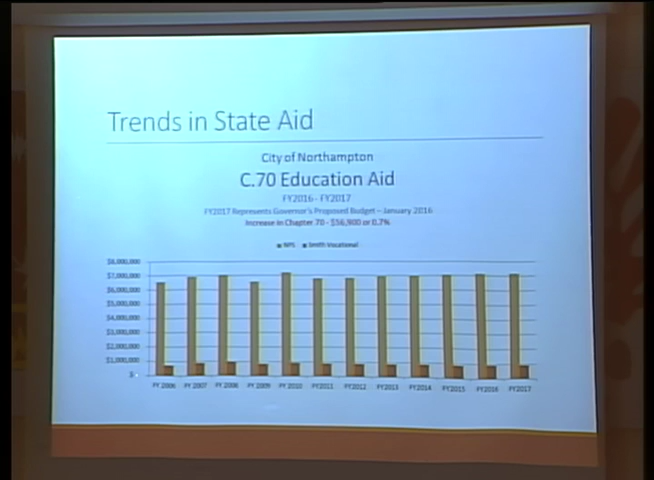 Trends in State Aid
City of Northampton
C.70 Education Aid
FY2016 - FY2017
FY2017 Represents Governor's Proposed Budget - January 2016
Increase in Chapter 70 - $56,900 or 0.7%
NPS Smith Vocational
$8,000,000
$7,000,000
$6,000,000
$5,000,000
$4,000,000
$3,000,000
$2,000,000
$1,000,000
$ -
FY 2006 FY 2007 FY 2008 FY 2009 FY 2010 FY2011 FY2012 FY2013 FY2014 FY2015 FY2016 FY2017